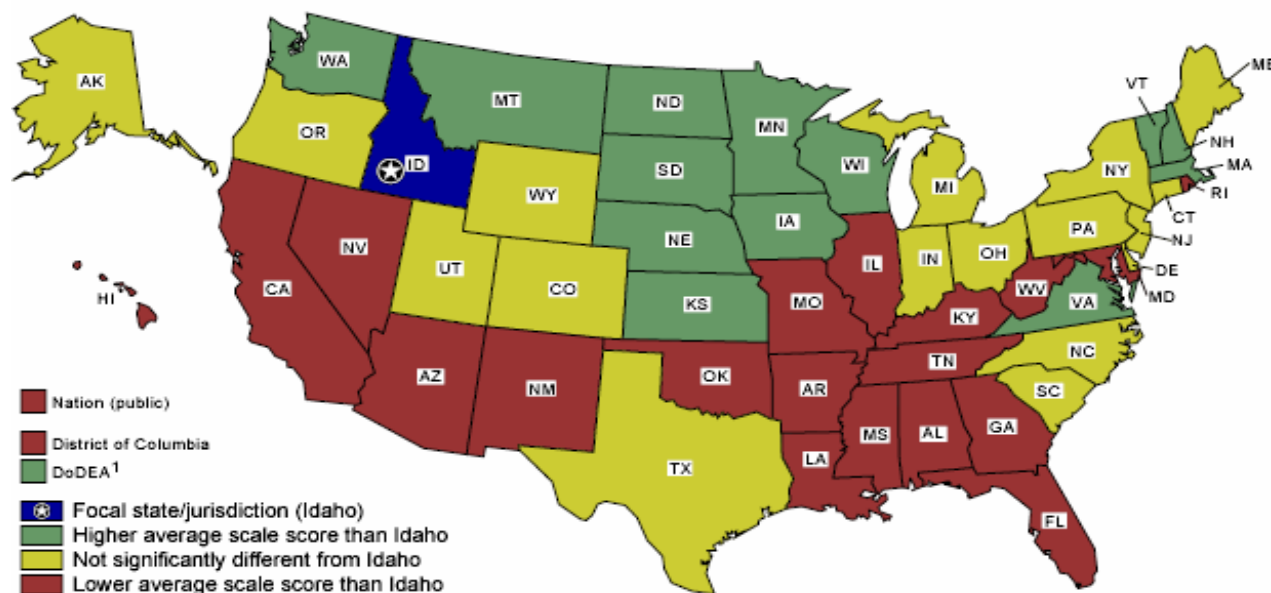 AK
WA
MT
ND
MN
VT
ME
OR
ID
SD
WI
NH
MA
MI
NY
RI
WY
IA
CT
NE
PA
NJ
NV
UT
CO
IL
IN
OH
DE
MD
HI
CA
KS
MO
WV
VA
KY
NC
AZ
NM
OK
AR
TN
SC
MS
AL
GA
LA
TX
FL
Nation (public)
District of Columbia
DoDEA¹
Focal state/jurisdiction (Idaho)
Higher average scale score than Idaho
Not significantly different from Idaho
Lower average scale score than Idaho